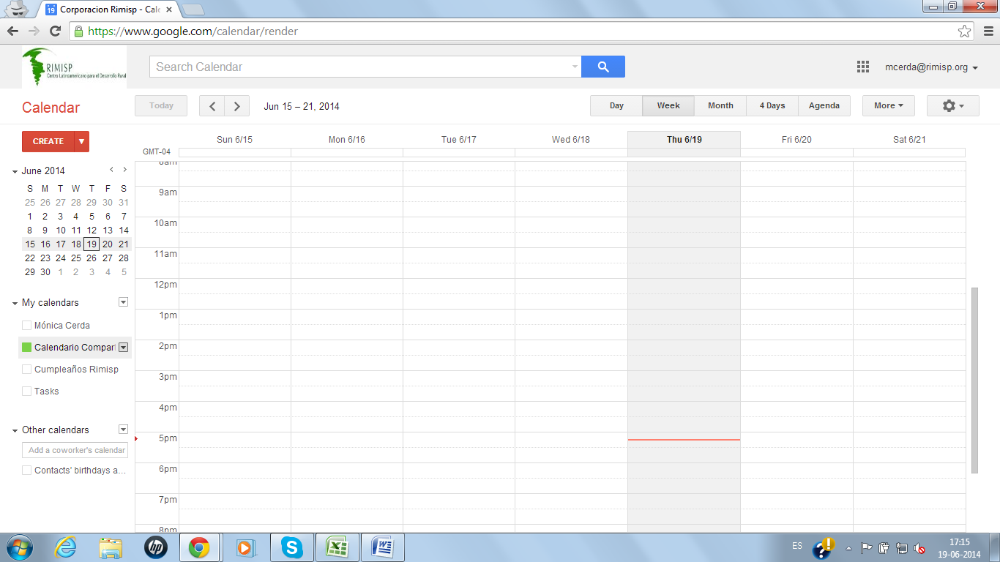 Corporacion Rimisp - Cale
https://www.google.com/calendar/render
RIMISP
Centro Latinoamericano para el Desarrollo Rural
Search Calendar
mcerda@rimisp.org
Calendar
Today
Jun 15 – 21, 2014
Day
Week
Month
4 Days
Agenda
More
CREATE
Sun 6/15
Mon 6/16
Tue 6/17
Wed 6/18
Thu 6/19
Fri 6/20
Sat 6/21
GMT-04
June 2014
S M T W T F S
25 26 27 28 29 30 31
1 2 3 4 5 6 7
8 9 10 11 12 13 14
15 16 17 18 19 20 21
22 23 24 25 26 27 28
29 30 1 2 3 4 5
My calendars
Mónica Cerda
Calendario Compart
Cumpleaños Rimisp
Tasks
Other calendars
Add a coworker's calendar
Contacts' birthdays a...
8am
9am
10am
11am
12pm
1pm
2pm
3pm
4pm
5pm
6pm
7pm
8pm
hp
ES
17:15
19-06-2014